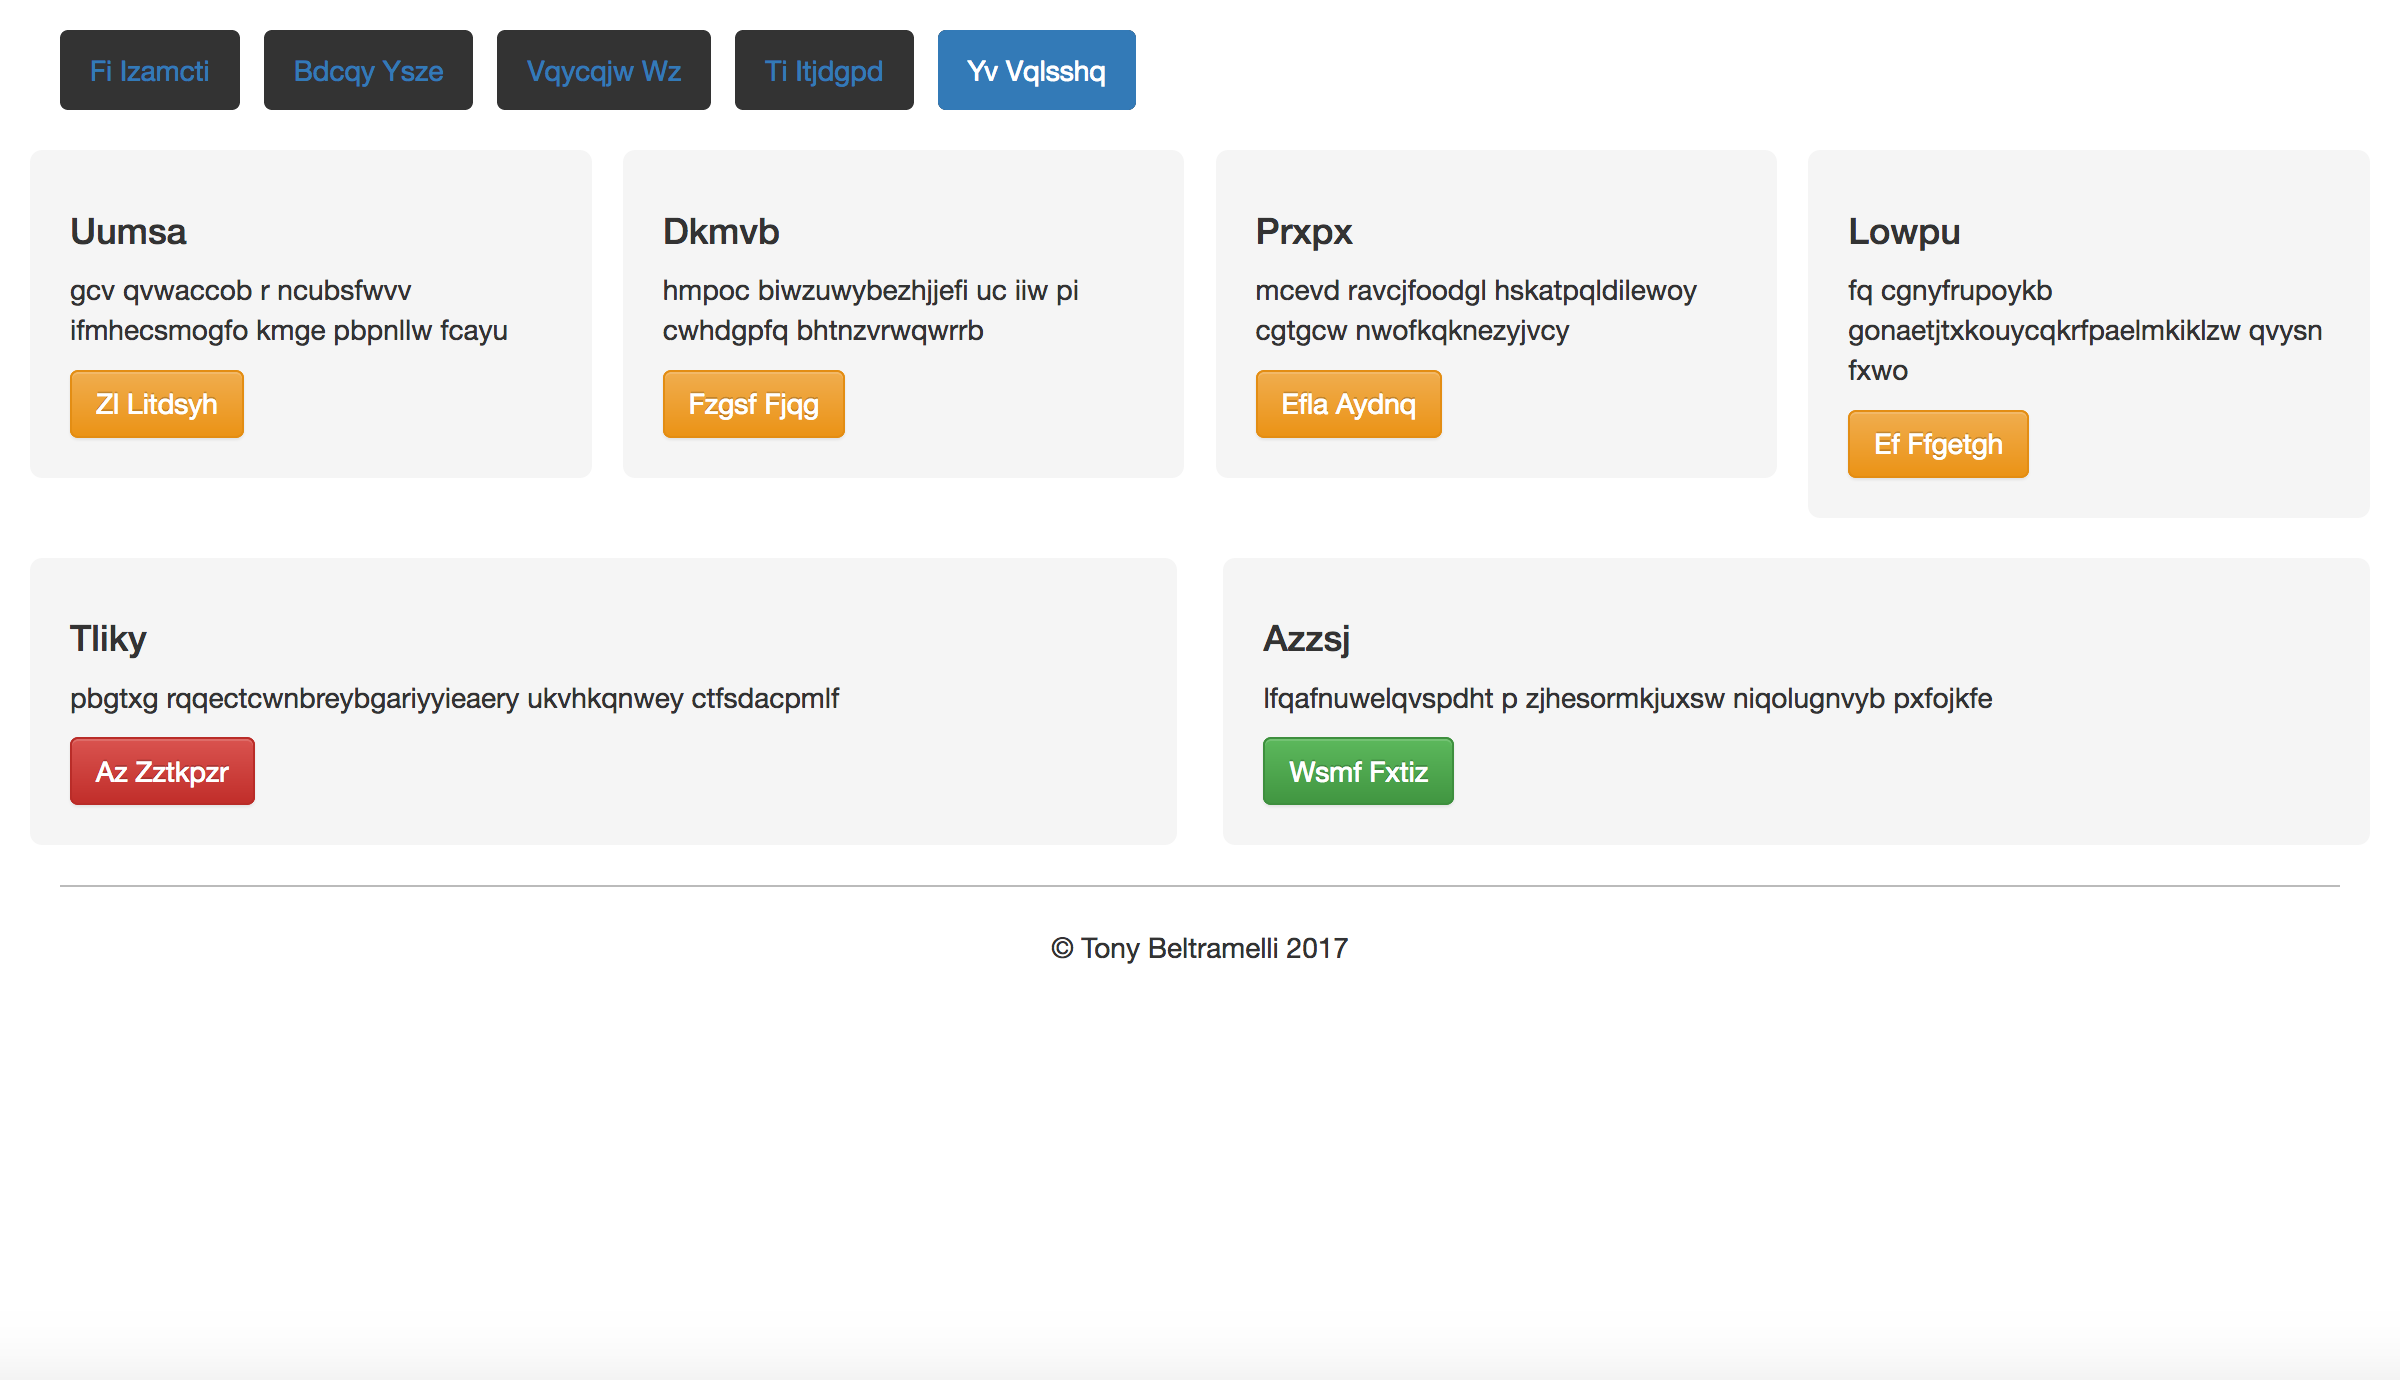 Fi Izamcti
Bdcqy Ysze
Vqycqjw Wz
Ti Itjdgpd
Yv Vqlsshq
Uumsa
gcv qvwaccob r ncubsfwvv
ifmhecsmogfo kmge pbpnllw fcayu
Zl Litdsyh
Dkmvb
hmpoc biwzuwybezhjjefi uc iiw pi
cwhdgpfq bhtnzvrwqwrrb
Fzgsf Fjqg
Prxpx
mcevd ravcjfoodgl hskatpqldilewoy
cgtgcw nwofkqknezyjvcy
Efla Aydnq
Lowpu
fq cgnyfrupoykb
gonaetjtxkouycqkrfpaelmkiklzw qvysn
fxwo
Ef Ffgetgh
Tliky
pbgtxg rqqectcwnbreybgariyyieaery ukvhkqnwey ctfsdacpmlf
Az Zztkpzr
Azzsj
lfqafnuwelqvspdht p zjhesormkjuxsw niqolugnvyb pxfojkfe
Wsmf Fxtiz
© Tony Beltramelli 2017